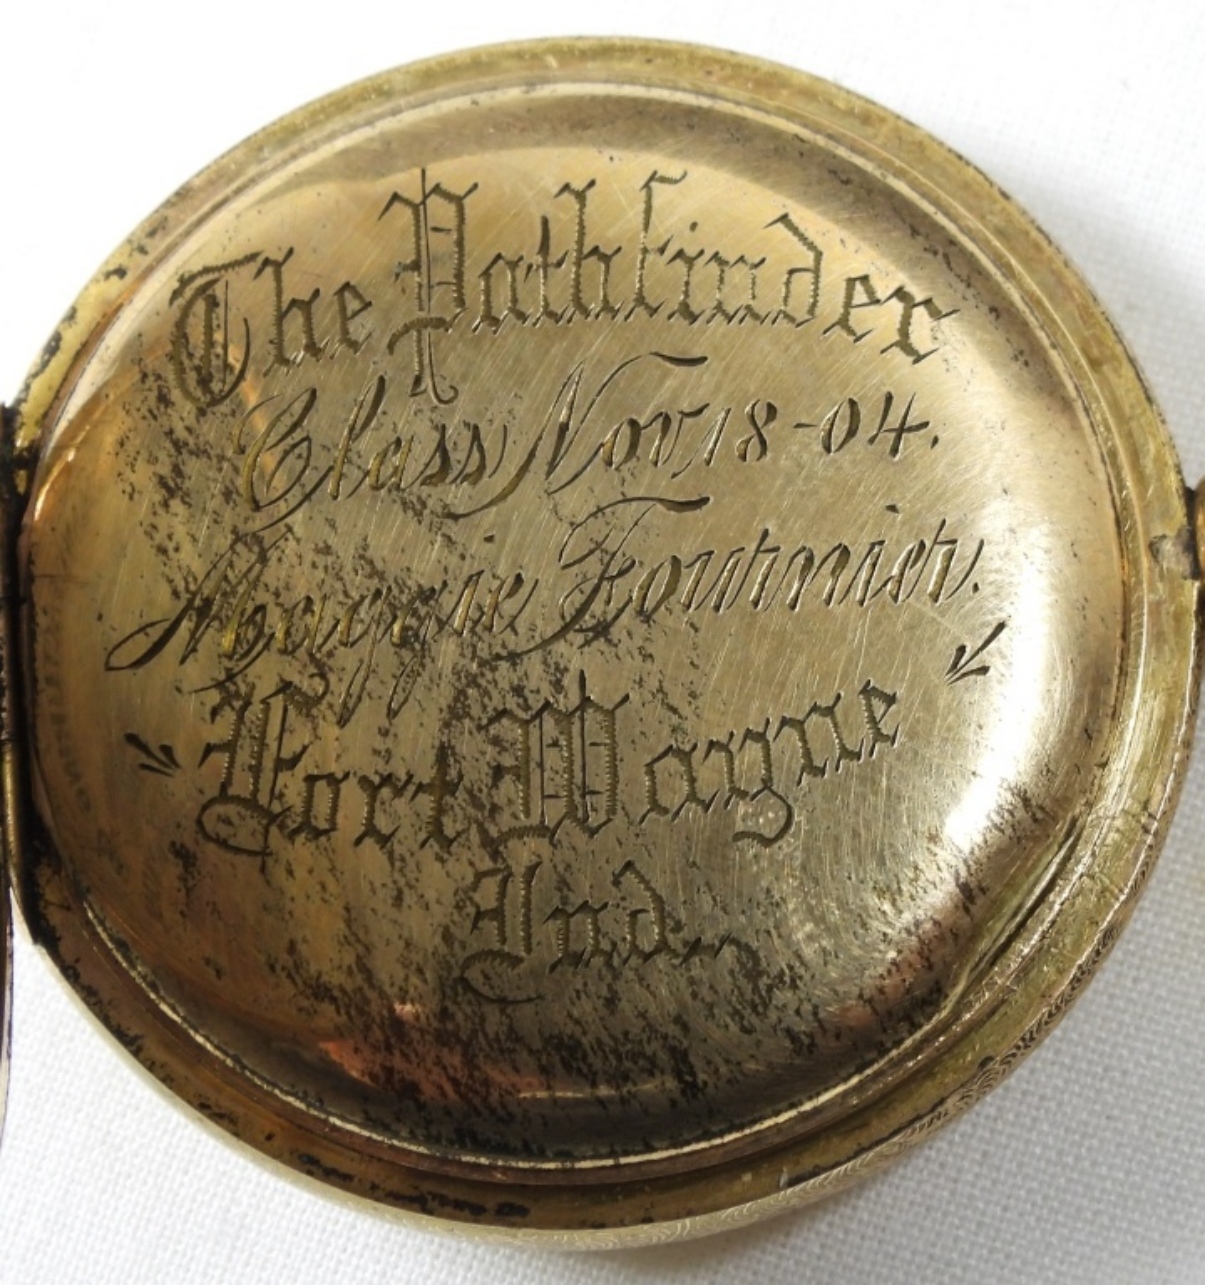 The Pathfinder
Class Nov, 18-04.
Maggie Fournier.
Fort Wayne
Ind.